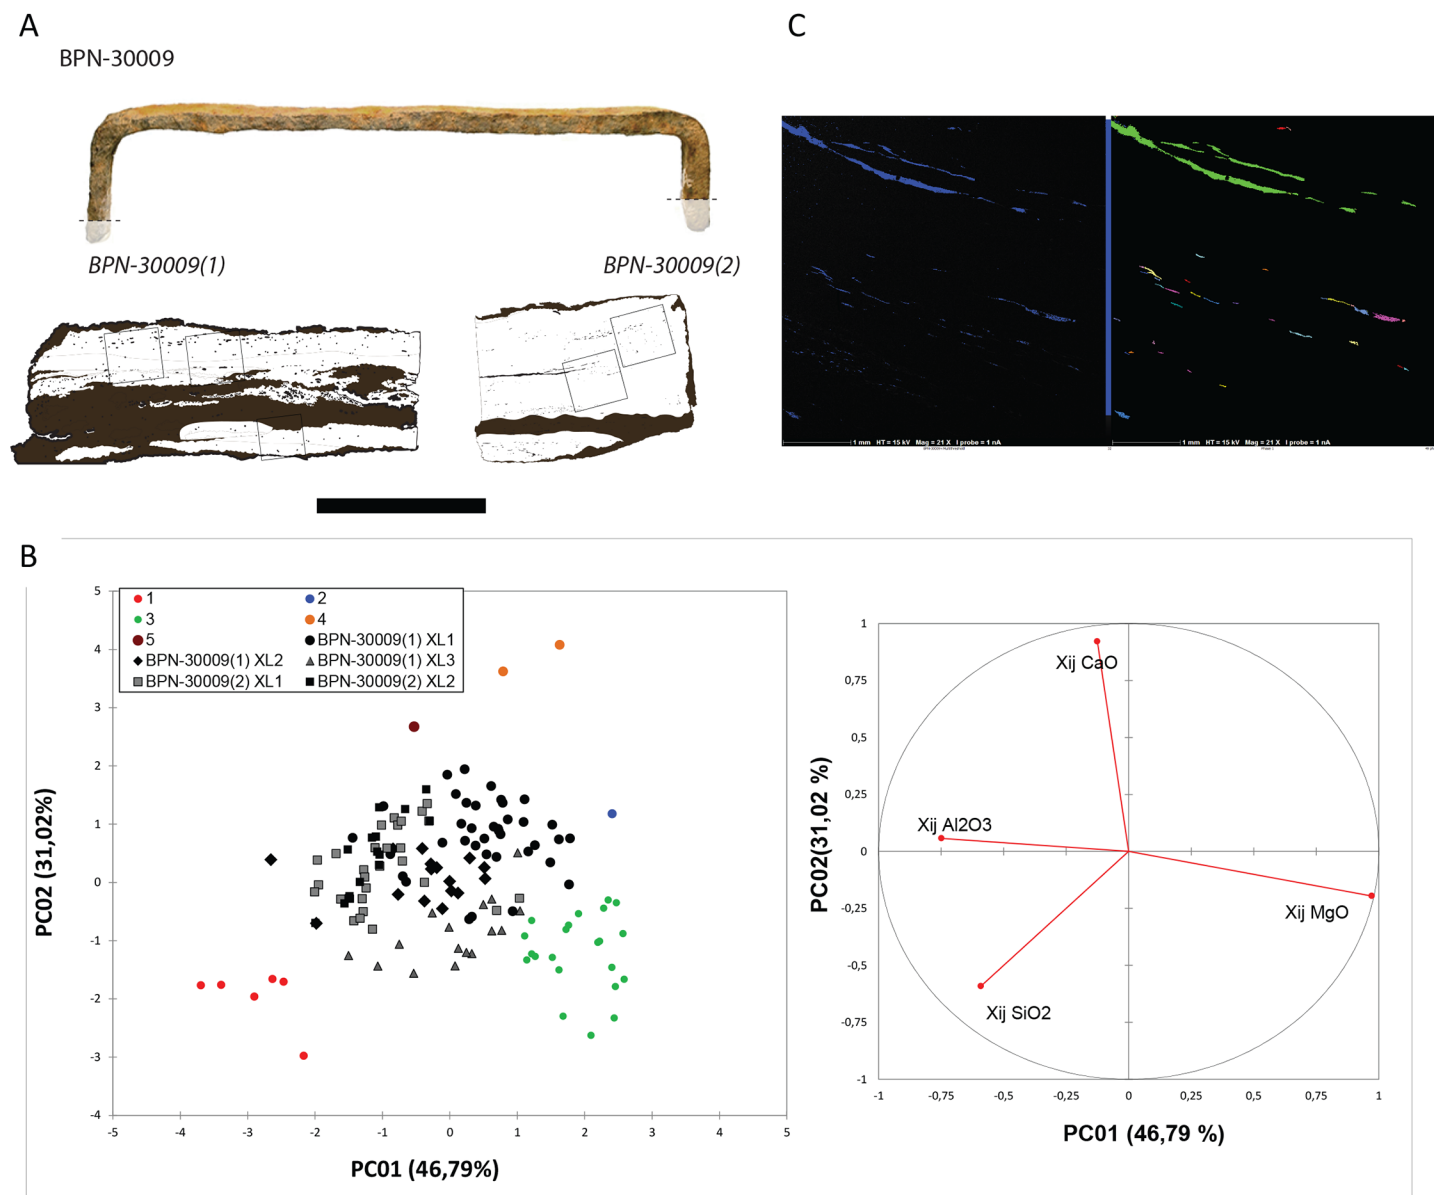 A
C
BPN-30009
BPN-30009(1)
BPN-30009(2)
1 mm HT = 15 kV Mag = 21 X I probe = 1 nA
1 mm HT = 15 kV Mag = 21 X I probe = 1 nA
B
1 2
3 4
5 BPN-30009(1) XL1
BPN-30009(1) XL2 BPN-30009(1) XL3
BPN-30009(2) XL1 BPN-30009(2) XL2
5
4
3
2
1
0
-1
-2
-3
-4
-5 -4 -3 -2 -1 0 1 2 3 4 5
PC02 (31,02%)
PC01 (46,79%)
1
0,75
0,5
0,25
0
-0,25
-0,5
-0,75
-1
-1 -0,75 -0,5 -0,25 0 0,25 0,5 0,75 1
Xij CaO
Xij Al2O3
Xij MgO
Xij SiO2
PC02(31,02 %)
PC01 (46,79 %)